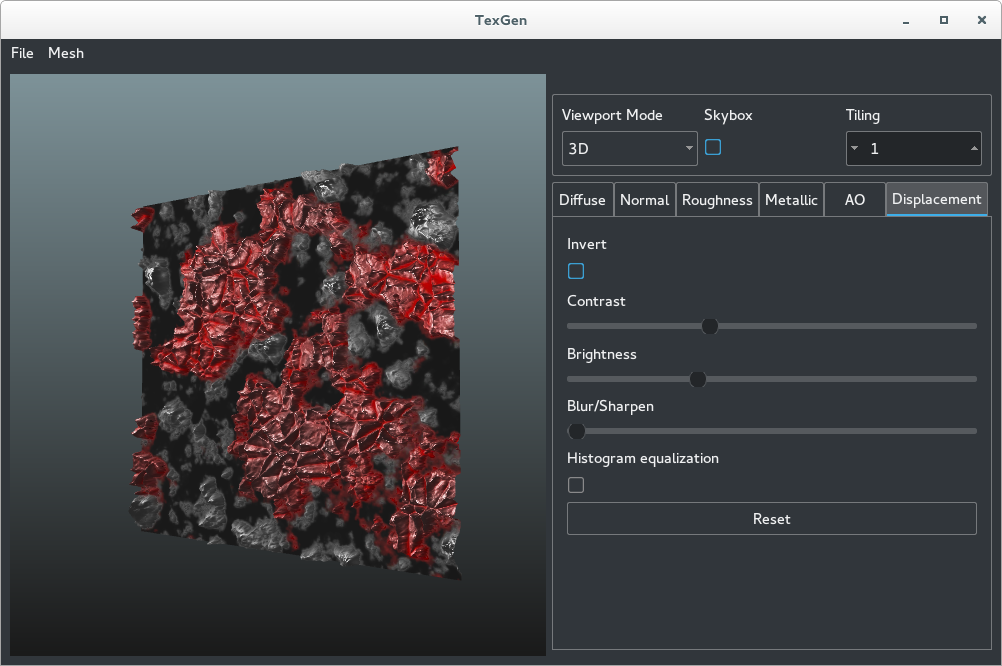 TexGen
File Mesh
Viewport Mode Skybox Tiling
3D 1
Diffuse Normal Roughness Metallic AO Displacement
Invert
Contrast
Brightness
Blur/Sharpen
Histogram equalization
Reset